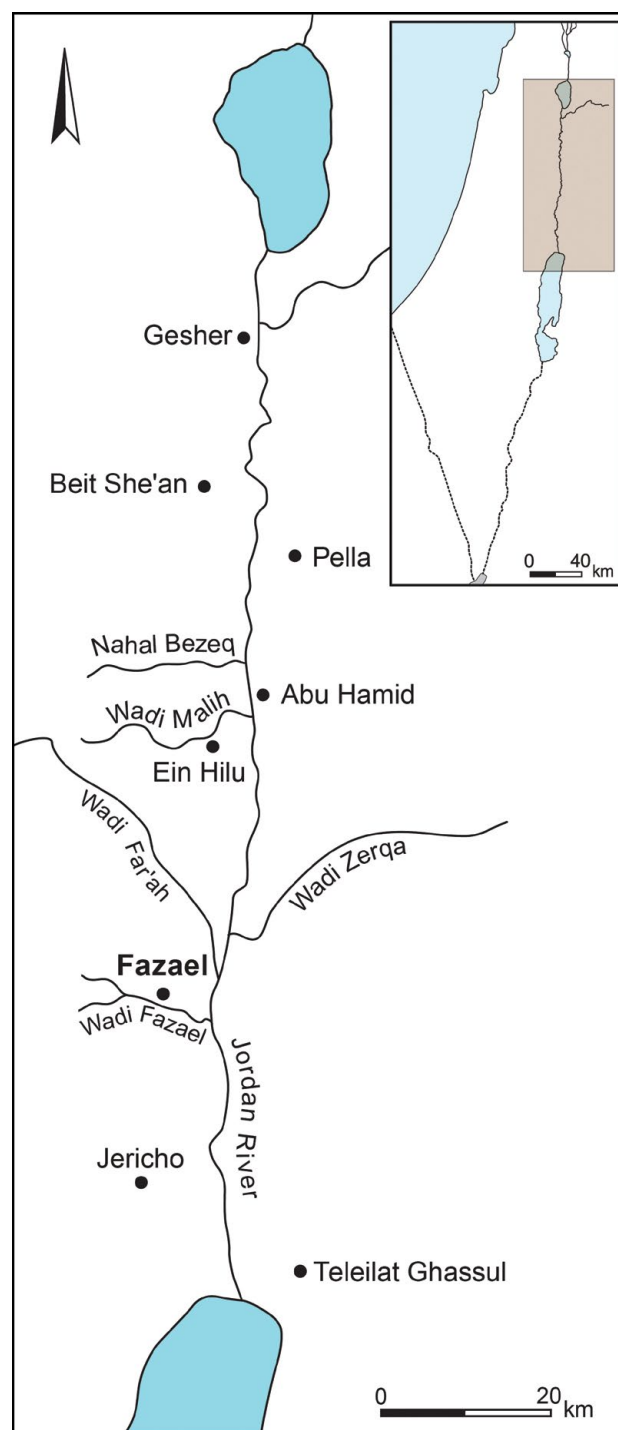 Gesher
Beit She'an
Pella
0 40
km
Nahal Bezeq
Abu Hamid
Wadi Malih
Ein Hilu
Wadi Far'ah
Wadi Zerqa
Fazael
Wadi Fazael
Jordan River
Jericho
Teleilat Ghassul
0 20
km